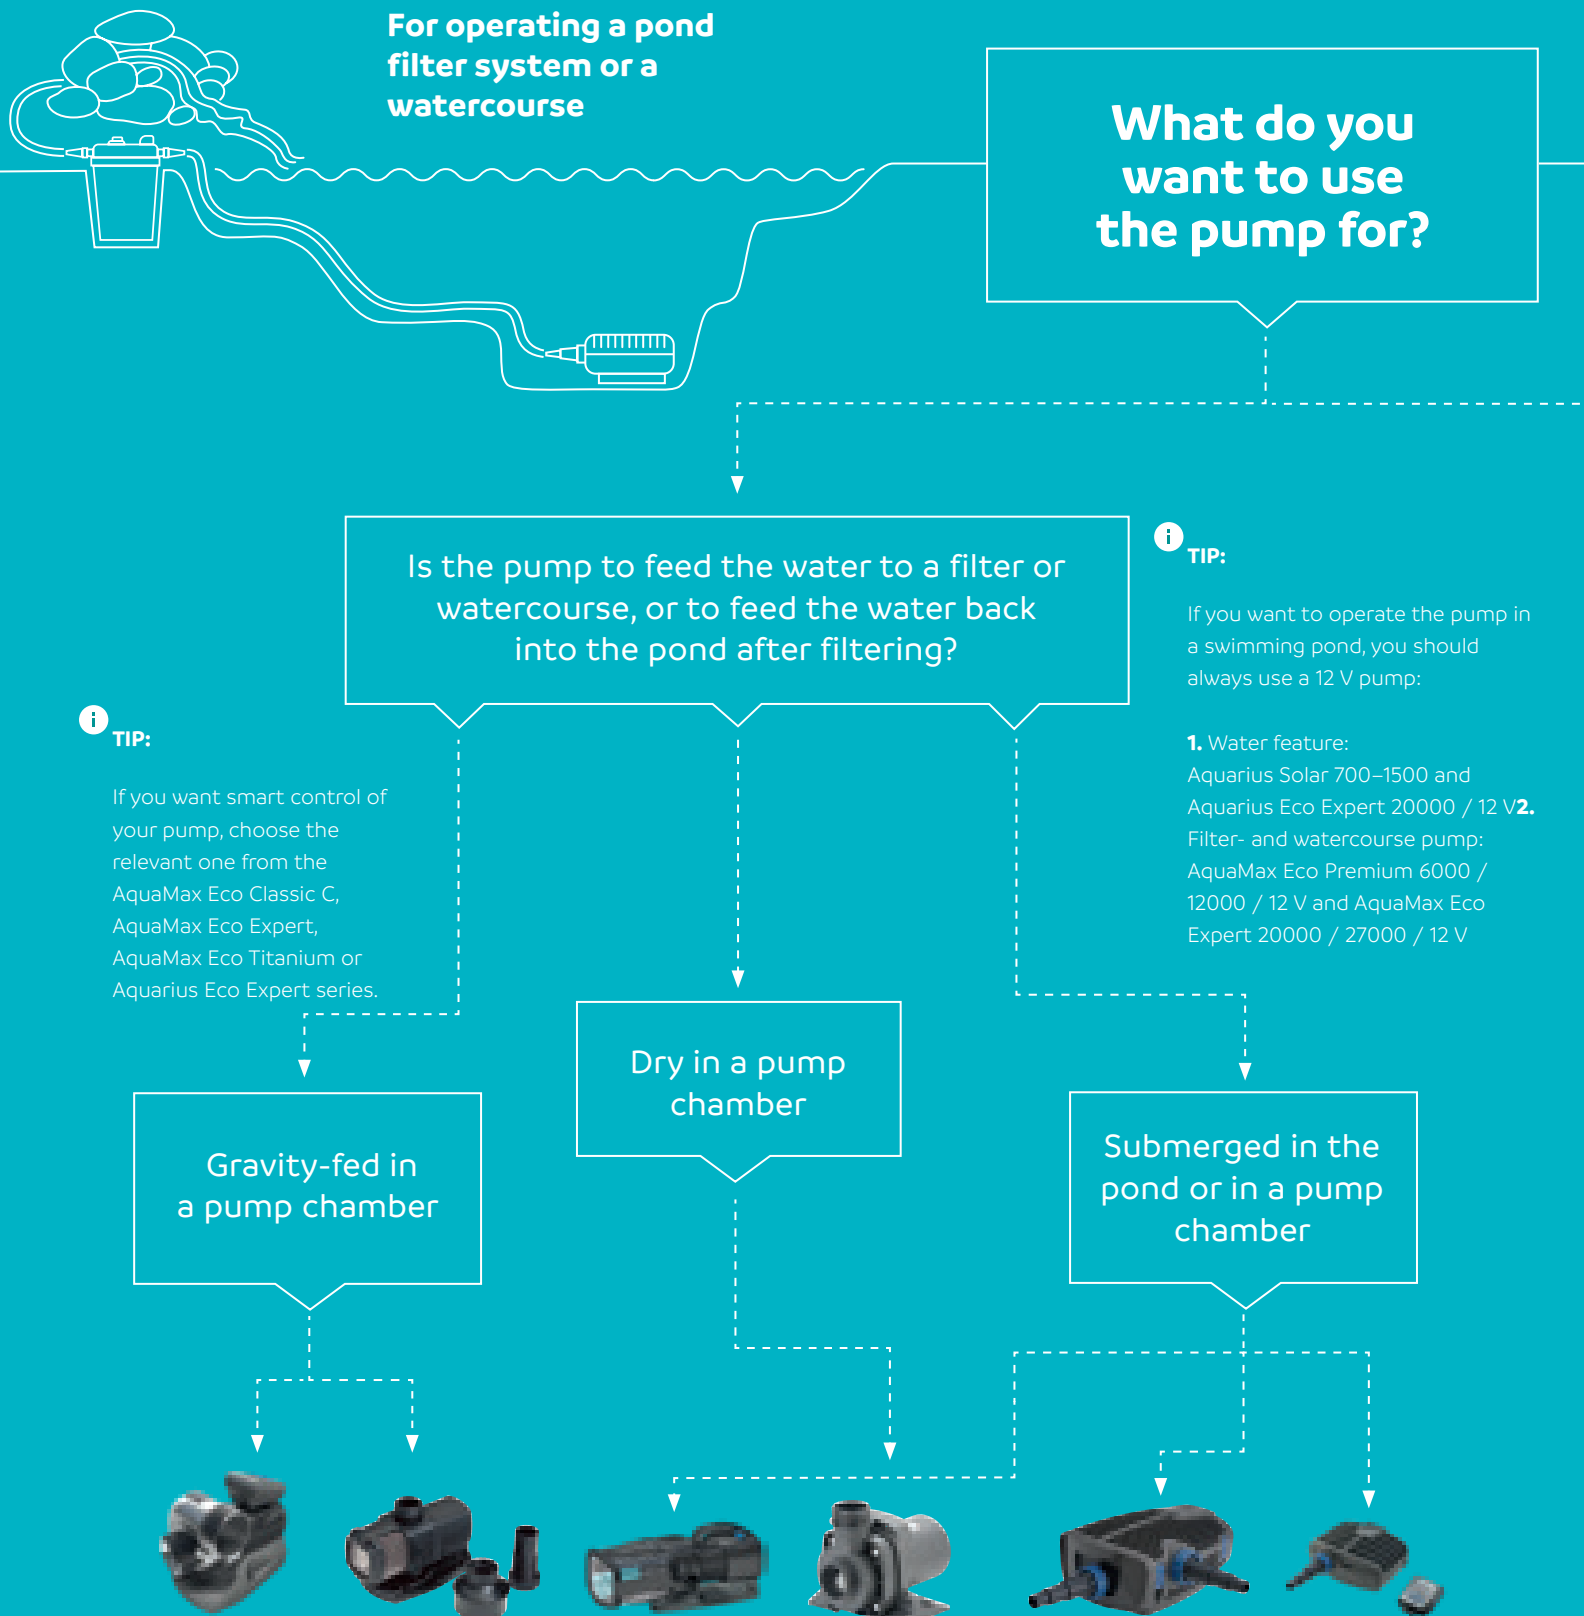 For operating a pond
filter system or a
watercourse
What do you
want to use
the pump for?
Is the pump to feed the water to a filter or
watercourse, or to feed the water back
into the pond after filtering?
TIP:
If you want to operate the pump in
a swimming pond, you should
always use a 12 V pump:
1. Water feature:
Aquarius Solar 700–1500 and
Aquarius Eco Expert 20000 / 12 V2.
Filter- and watercourse pump:
AquaMax Eco Premium 6000 /
12000 / 12 V and AquaMax Eco
Expert 20000 / 27000 / 12 V
TIP:
If you want smart control of
your pump, choose the
relevant one from the
AquaMax Eco Classic C,
AquaMax Eco Expert,
AquaMax Eco Titanium or
Aquarius Eco Expert series.
Gravity-fed in
a pump chamber
Dry in a pump
chamber
Submerged in the
pond or in a pump
chamber